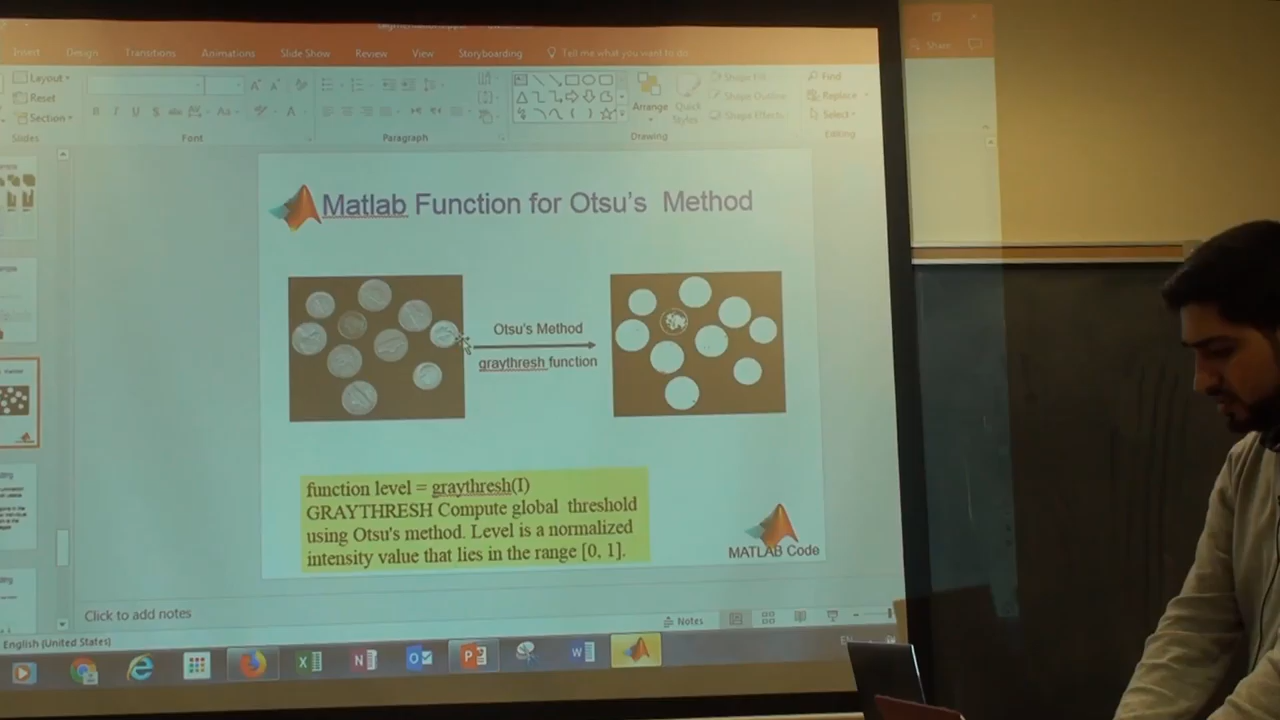 Insert Design Transitions Animations Slide Show Review View Storyboarding Tell me what you want to do
Share
Layout
Reset
Section
Slides
Font
Paragraph
Arrange
Quick Styles
Shape Fill
Shape Outline
Shape Effects
Drawing
Find
Replace
Select
Editing
Matlab Function for Otsu's Method
Otsu's Method
graythresh function
function level = graythresh(I)
GRAYTHRESH Compute global threshold
using Otsu's method. Level is a normalized
intensity value that lies in the range [0, 1].
MATLAB Code
Click to add notes
Notes
English (United States)
EN